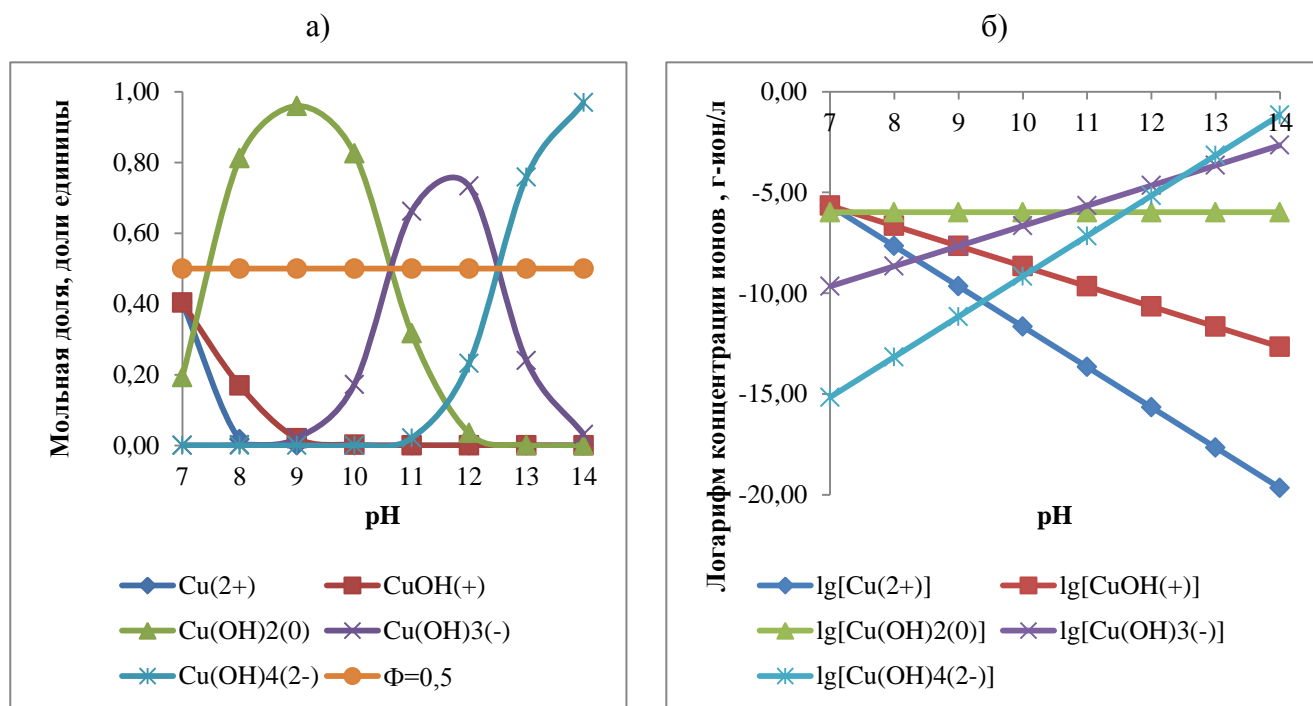 а)
б)
Мольная доля, доли единицы
1,00
0,80
0,60
0,40
0,20
0,00
7 8 9 10 11 12 13 14
pH
Cu(2+) CuOH(+)
Cu(OH)2(0) Cu(OH)3(-)
Cu(OH)4(2-) Ф=0,5
Логарифм концентрации ионов , г-ион/л
0,00
7 8 9 10 11 12 13 14
-5,00
-10,00
-15,00
-20,00
pH
lg[Cu(2+)] lg[CuOH(+)]
lg[Cu(OH)2(0)] lg[Cu(OH)3(-)]
lg[Cu(OH)4(2-)]